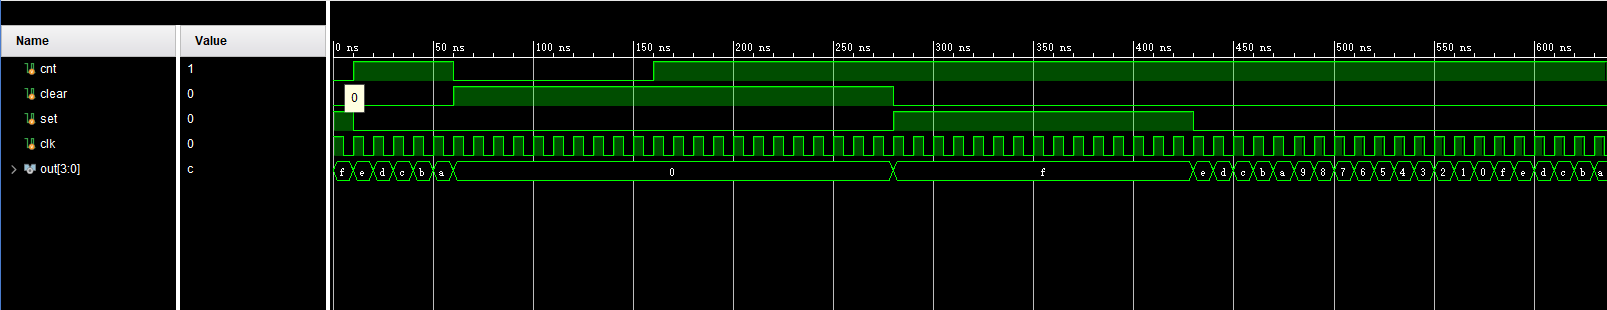 Name Value
0 ns 50 ns 100 ns 150 ns 200 ns 250 ns 300 ns 350 ns 400 ns 450 ns 500 ns 550 ns 600 ns
cnt 1
clear 0
0
set 0
clk 0
out[3:0] c f e d c b a 0 f e d c b a 9 8 7 6 5 4 3 2 1 0 f e d c b a